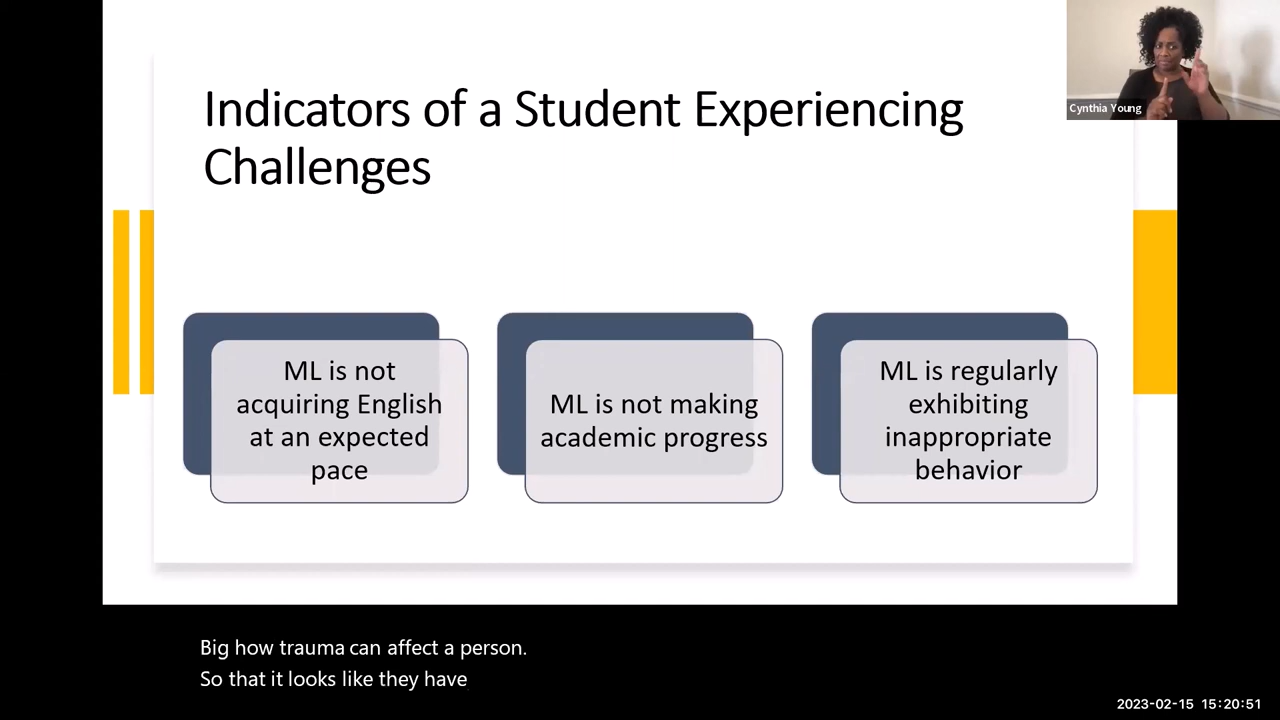 Indicators of a Student Experiencing
Challenges
Cynthia Young
ML is not
acquiring English
at an expected
pace
ML is not making
academic progress
ML is regularly
exhibiting
inappropriate
behavior
Big how trauma can affect a person.
So that it looks like they have
2023-02-15 15:20:51